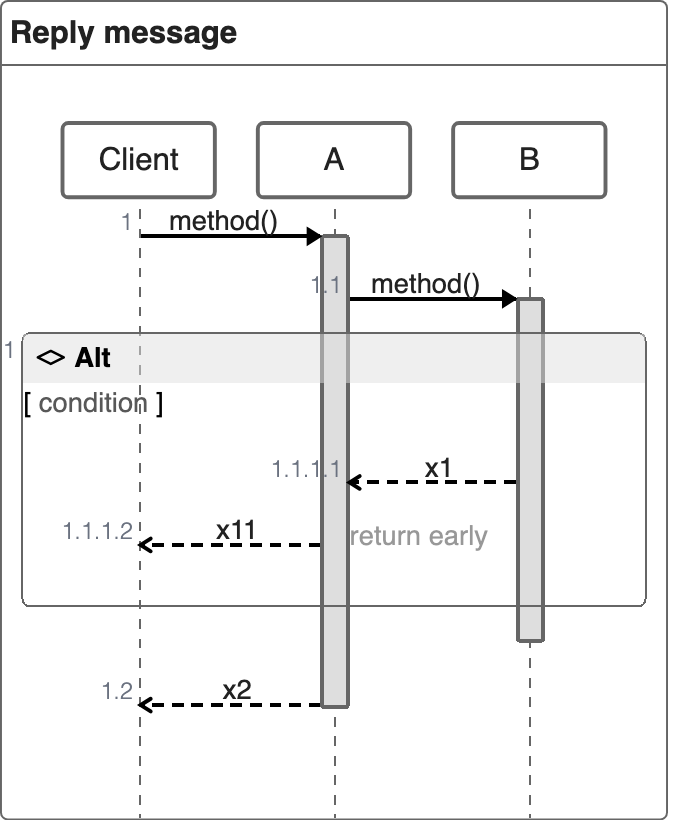 Reply message
Client A B
1 method()
1.1 method()
1 Alt
[ condition ]
1.1.1.1 x1
1.1.1.2 x11 return early
1.2 x2